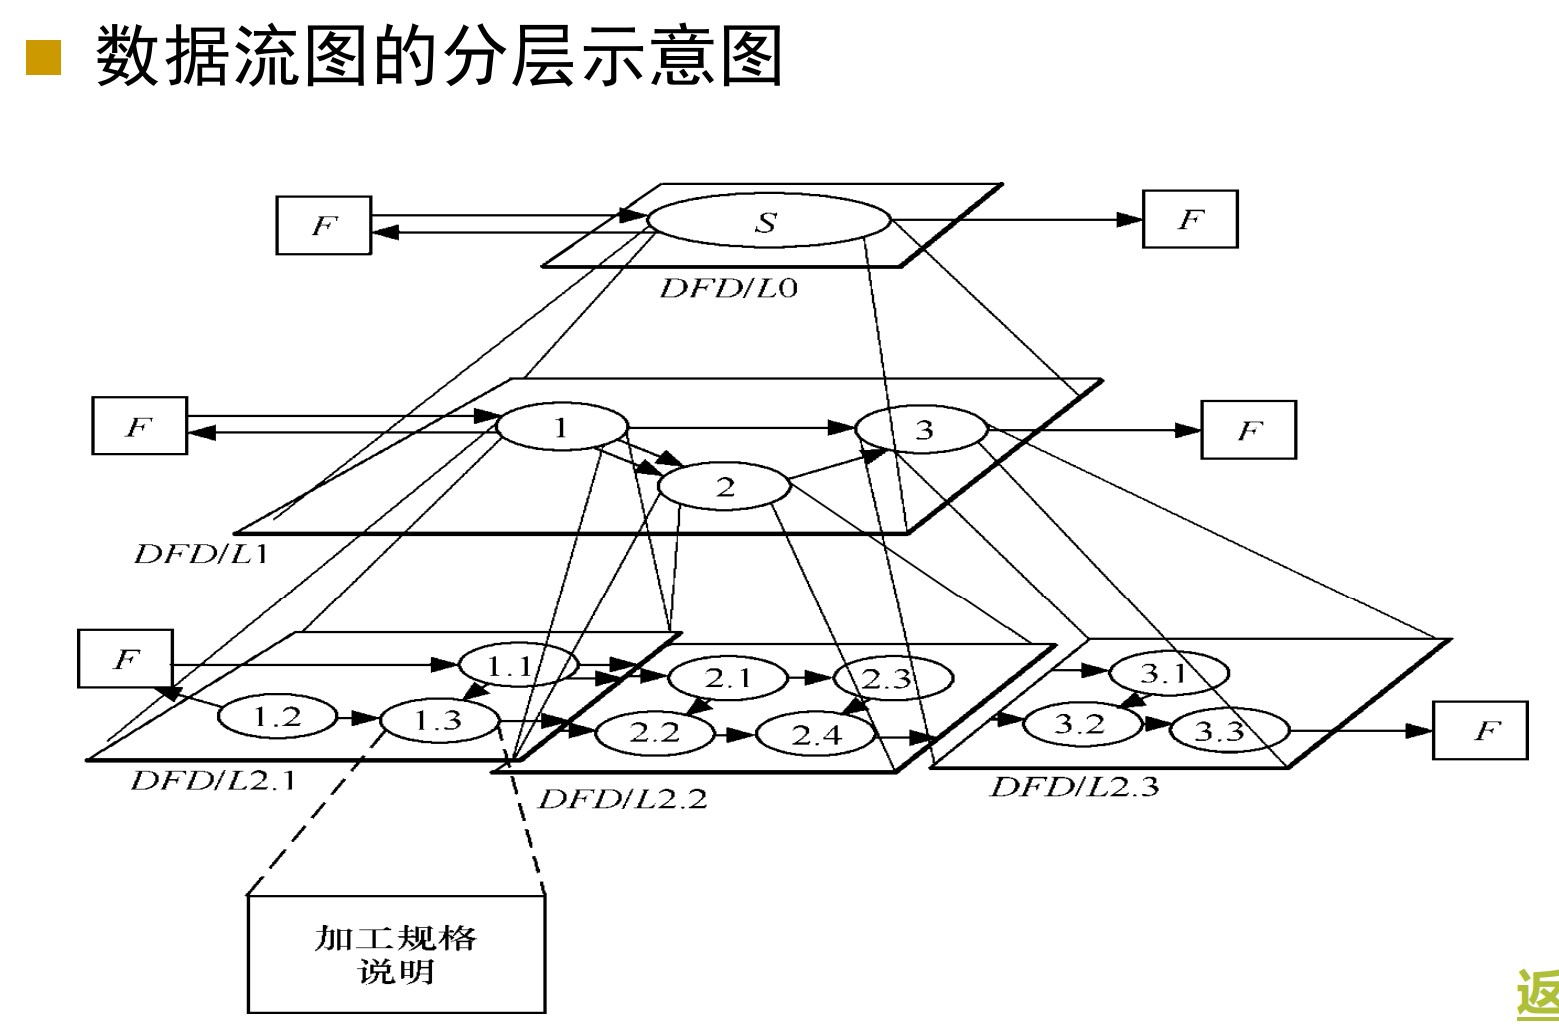 数据流图的分层示意图
F
S
F
DFD/L0
F
1
3
F
2
DFD/L1
F
1.1
2.1
2.3
3.1
1.2
1.3
2.2
2.4
3.2
3.3
F
DFD/L2.1
DFD/L2.2
DFD/L2.3
加工规格
说明
返